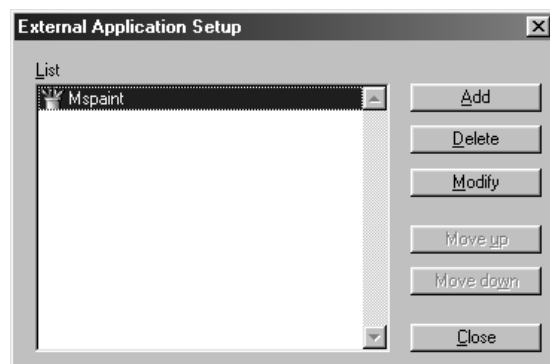 External Application Setup
List
Mspaint
Add
Delete
Modify
Move up
Move down
Close